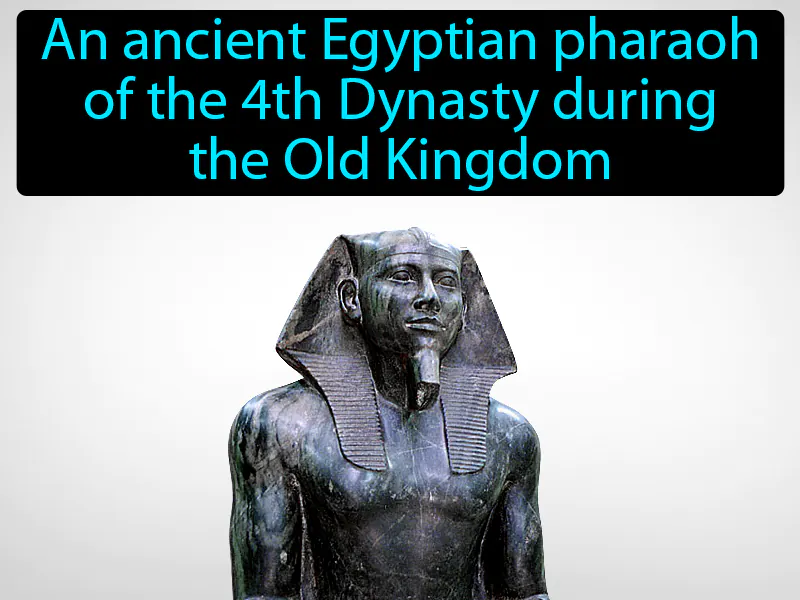 An ancient Egyptian pharaoh
of the 4th Dynasty during
the Old Kingdom